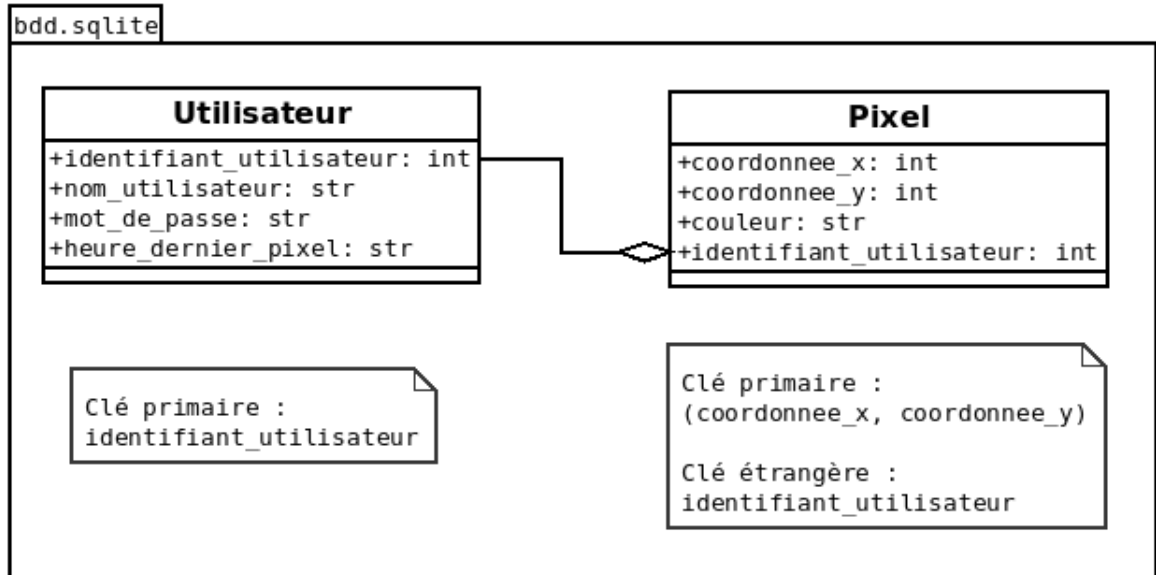 bdd.sqlite
Utilisateur
+identifiant_utilisateur: int
+nom_utilisateur: str
+mot_de_passe: str
+heure_dernier_pixel: str
Pixel
+coordonnee_x: int
+coordonnee_y: int
+couleur: str
+identifiant_utilisateur: int
Clé primaire :
identifiant_utilisateur
Clé primaire :
(coordonnee_x, coordonnee_y)
Clé étrangère :
identifiant_utilisateur